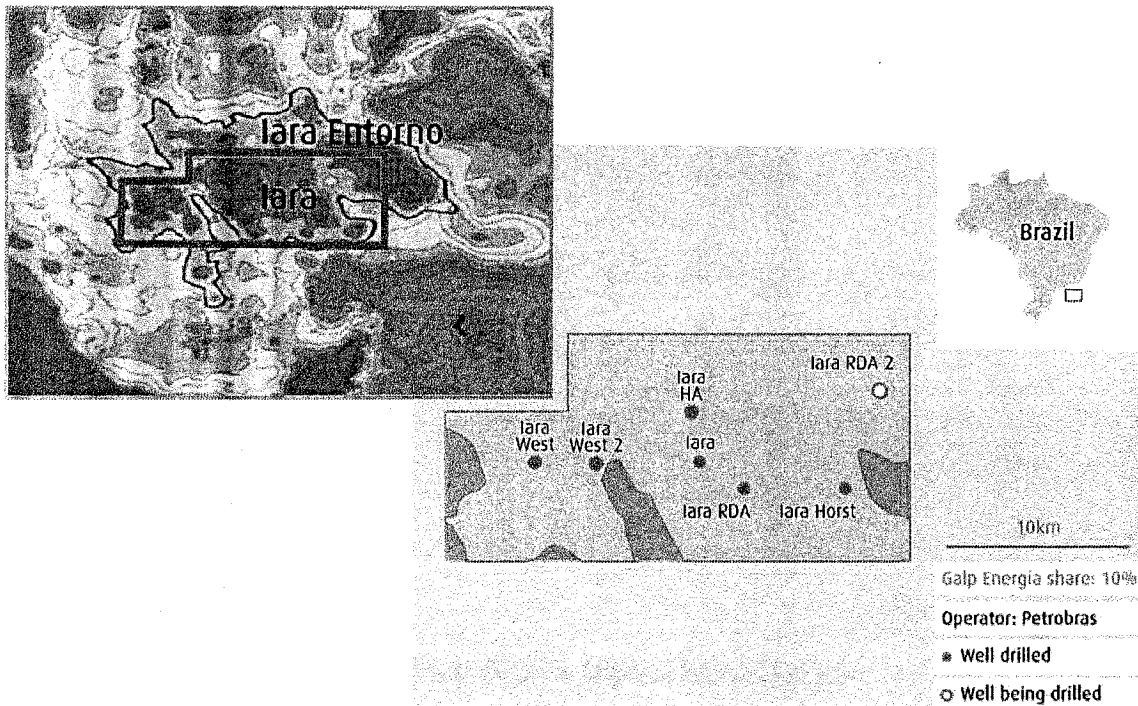 Iara Entorno
Iara
Brazil
Iara RDA 2
Iara
HA
Iara
West
Iara
West 2
Iara
Iara RDA
Iara Horst
10km
Galp Energia share: 10%
Operator: Petrobras
Well drilled
Well being drilled